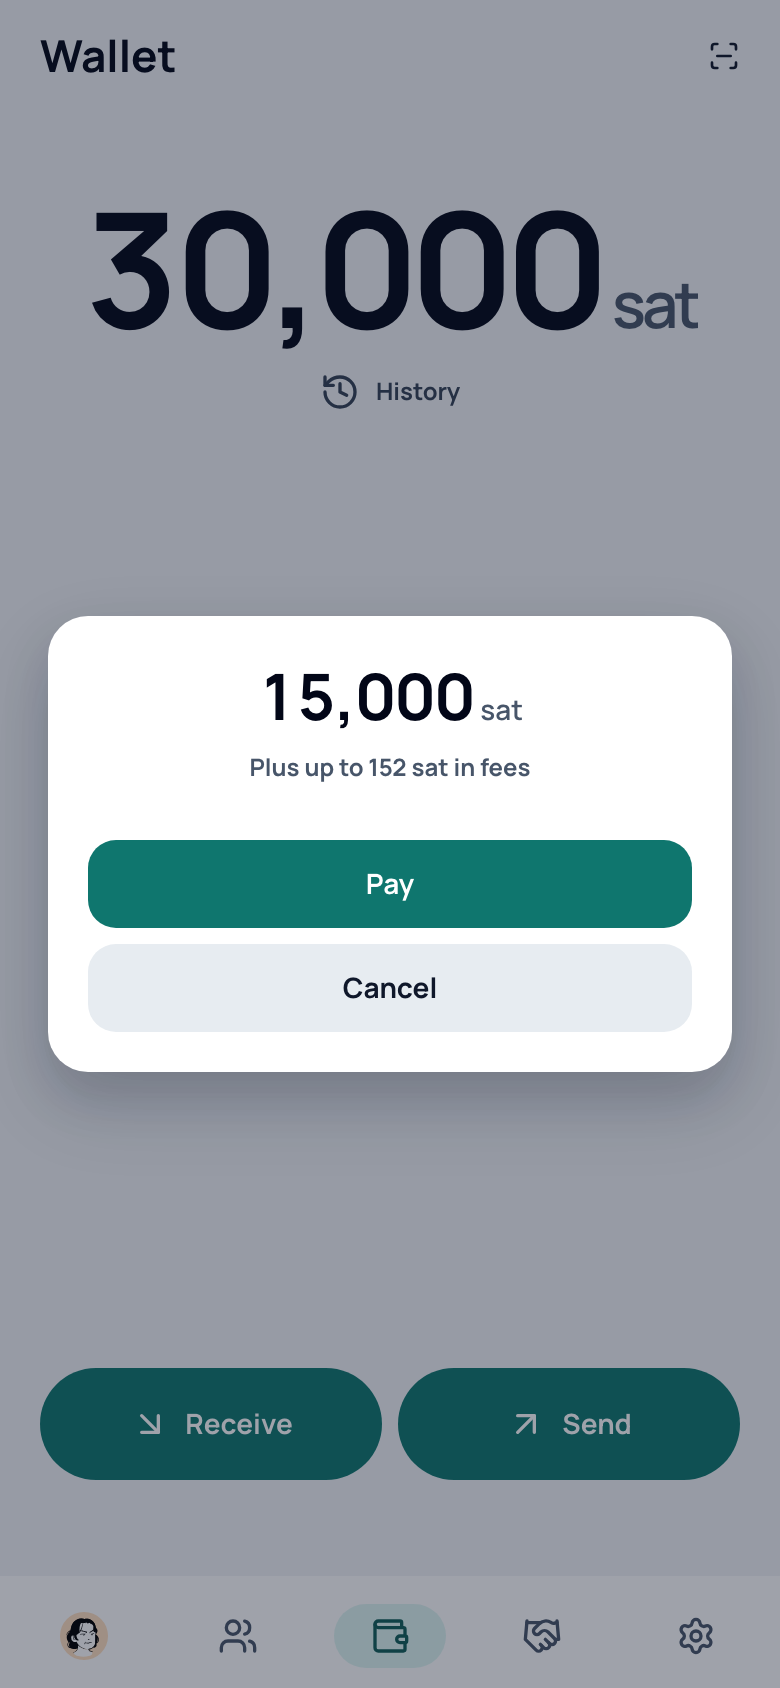 Wallet
30,000 sat
History
15,000 sat
Plus up to 152 sat in fees
Pay
Cancel
Receive
Send